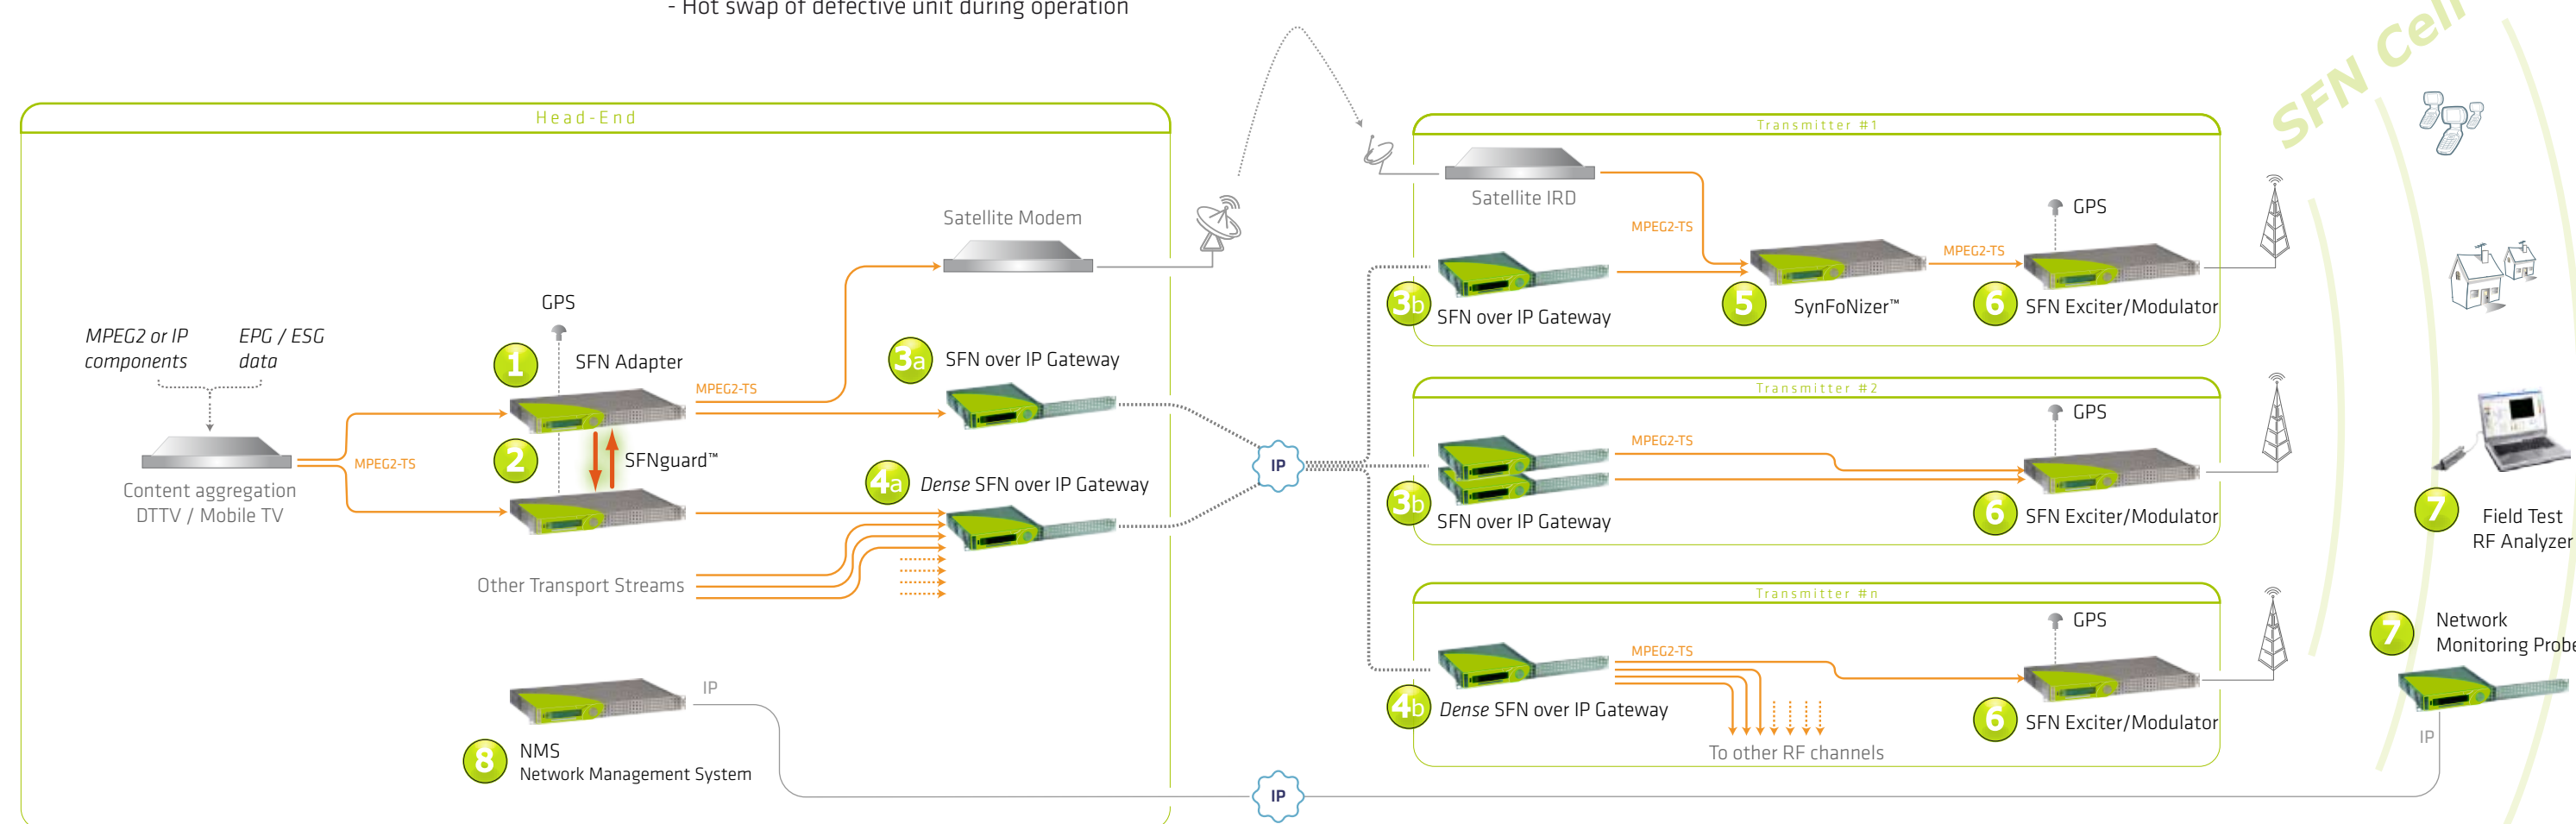 - Hot swap of defective unit during operation
SFN Cell
Head-End
MPEG2 or IP
components
EPG / ESG
data
Content aggregation
DTTV / Mobile TV
MPEG2-TS
GPS
1
SFN Adapter
2
SFNguard™
MPEG2-TS
Satellite Modem
3a
SFN over IP Gateway
4a
Dense SFN over IP Gateway
Other Transport Streams
8
NMS
Network Management System
IP
IP
IP
Transmitter #1
Satellite IRD
MPEG2-TS
3b
SFN over IP Gateway
5
SynFoNizer™
MPEG2-TS
GPS
6
SFN Exciter/Modulator
Transmitter #2
MPEG2-TS
3b
SFN over IP Gateway
GPS
6
SFN Exciter/Modulator
Transmitter #n
MPEG2-TS
4b
Dense SFN over IP Gateway
To other RF channels
GPS
6
SFN Exciter/Modulator
7
Field Test
RF Analyzer
7
Network
Monitoring Probe
IP